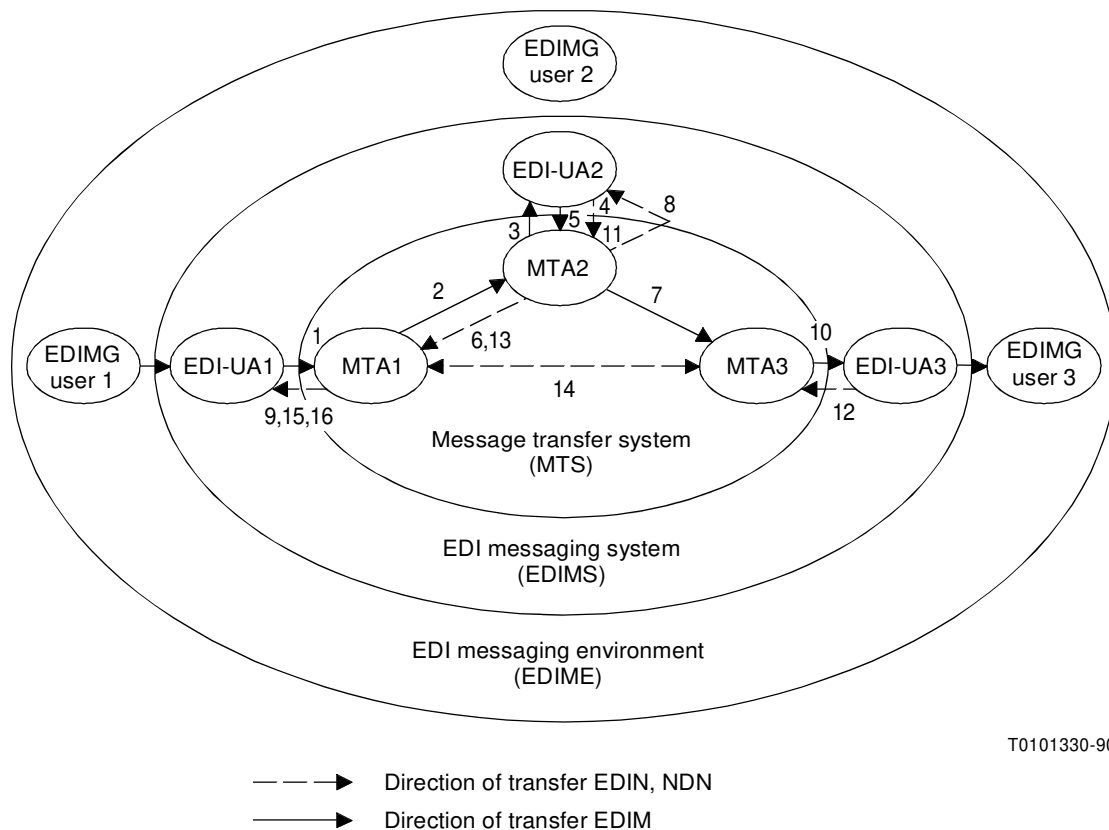 EDIMG
user 2
EDI-UA2
4
8
3
5
11
MTA2
2
7
6,13
1
10
EDIMG
user 1
EDI-UA1
MTA1
MTA3
EDI-UA3
EDIMG
user 3
14
9,15,16
12
Message transfer system
(MTS)
EDI messaging system
(EDIMS)
EDI messaging environment
(EDIME)
T0101330-90
Direction of transfer EDIN, NDN
Direction of transfer EDIM